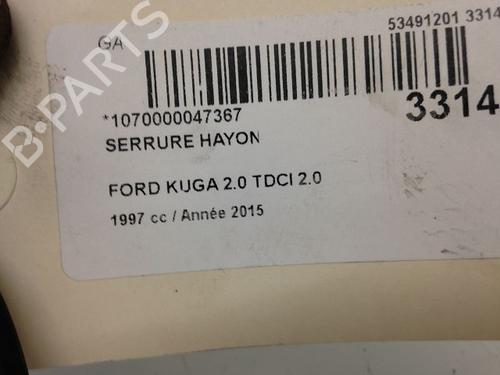 GA
53491201 3314
*1070000047367
3314
SERRURE HAYON
FORD KUGA 2.0 TDCI 2.0
1997 cc / Année 2015
B-PARTS